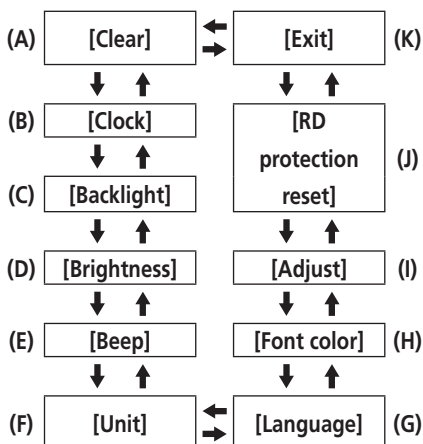 (A) [Clear] [Exit] (K)
(B) [Clock] [RD
protection
reset] (J)
(C) [Backlight]
(D) [Brightness] [Adjust] (I)
(E) [Beep] [Font color] (H)
(F) [Unit] [Language] (G)